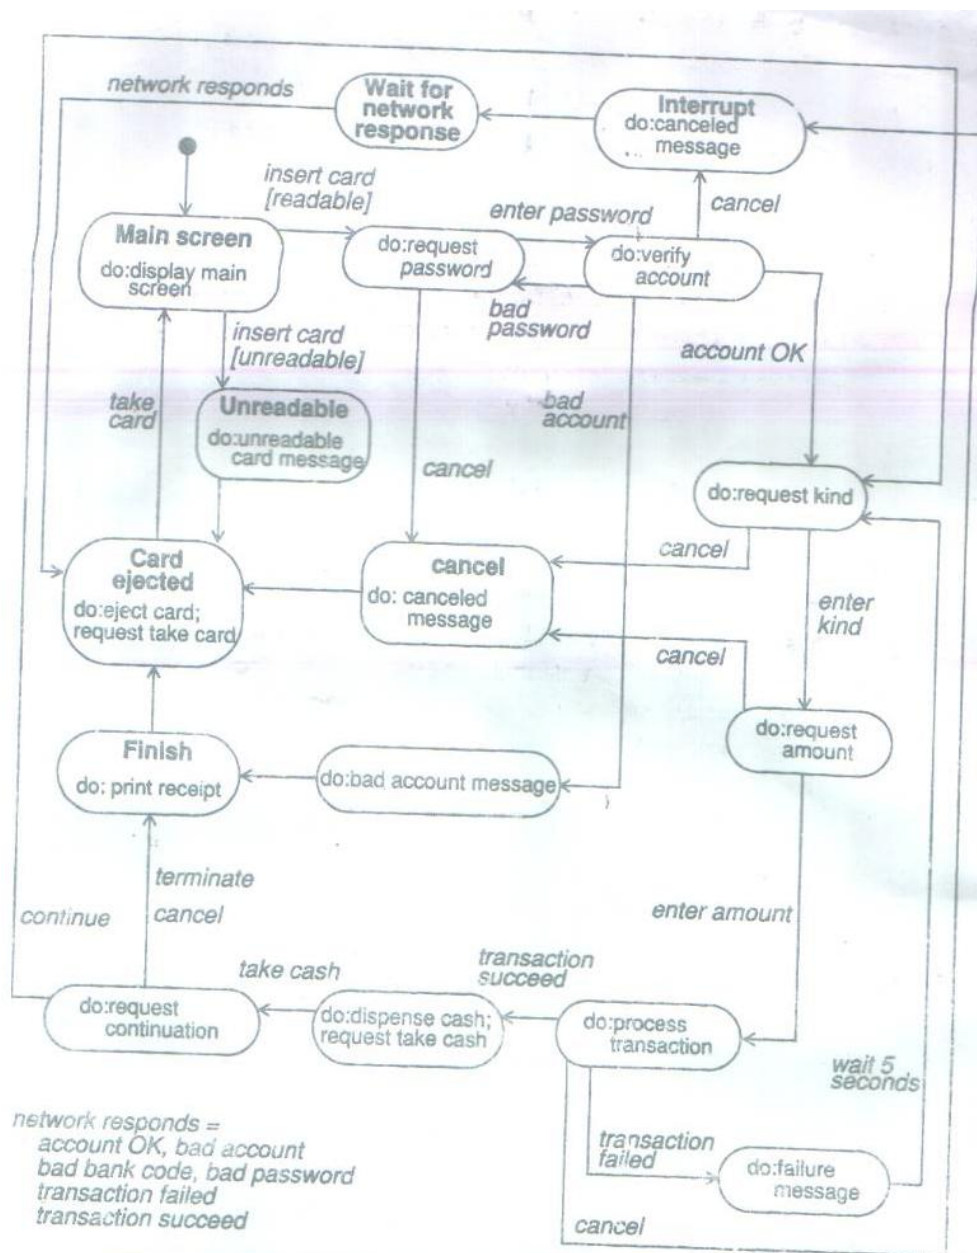 network responds
Wait for
network
response
Interrupt
do:canceled
message
insert card
[readable]
enter password
cancel
Main screen
do:display main
screen
do:request
password
do:verify
account
bad
password
insert card
[unreadable]
account OK
take
card
Unreadable
do:unreadable
card message
bad
account
cancel
do:request kind
Card
ejected
do:eject card;
request take card
cancel
do: canceled
message
cancel
enter
kind
cancel
do:request
amount
Finish
do: print receipt
do:bad account message
terminate
cancel
continue
enter amount
take cash
transaction
succeed
do:request
continuation
do:dispense cash;
request take cash
do:process
transaction
wait 5
seconds
network responds =
account OK, bad account
bad bank code, bad password
transaction failed
transaction succeed
transaction
failed
do:failure
message
cancel